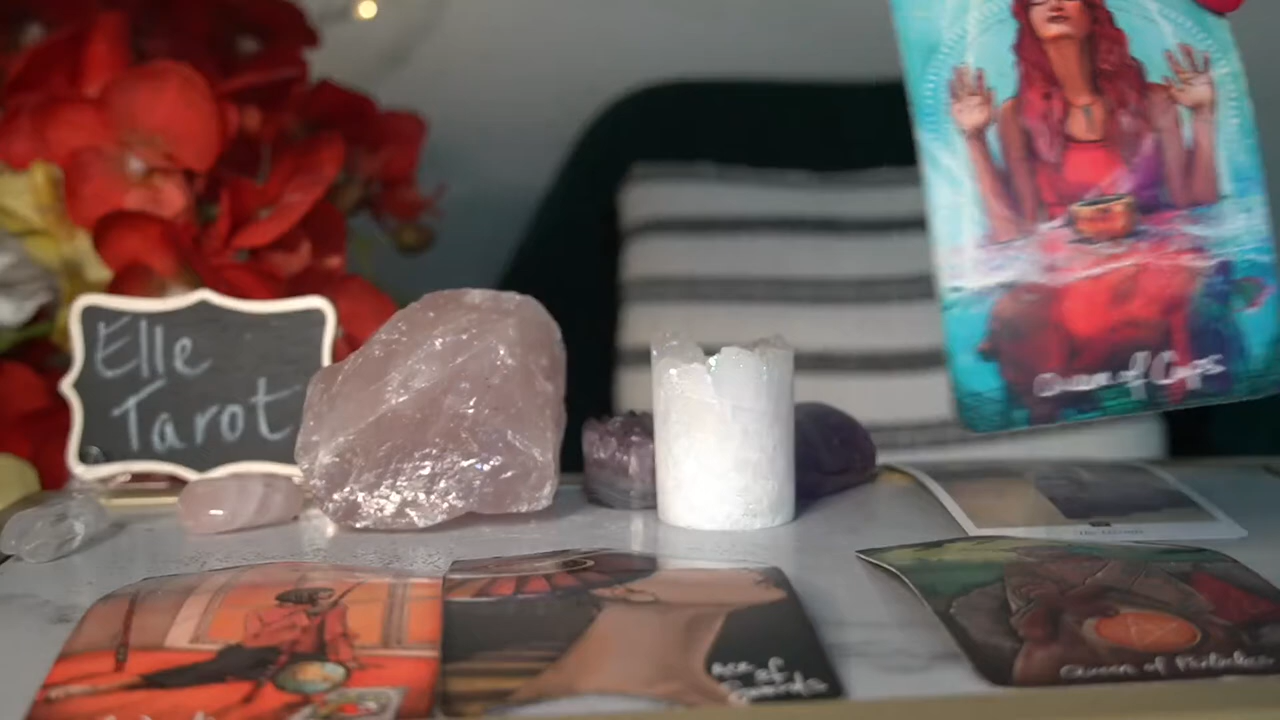 Elle
Tarot
Queen of Cups
Ace of
Swords
Queen of Pentacles